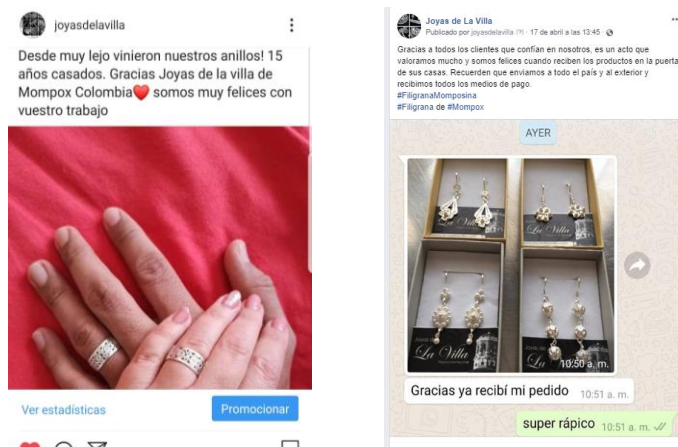 joyasdelavilla
Desde muy lejo vinieron nuestros anillos! 15
años casados. Gracias Joyas de la villa de
Mompox Colombia❤️ somos muy felices con
vuestro trabajo
Ver estadísticas
Promocionar
Joyas de La Villa
Publicado por joyasdelavilla [?] · 17 de abril a las 13:45 ·
Gracias a todos los clientes que confían en nosotros, es un acto que
valoramos mucho y somos felices cuando reciben los productos en la puerta
de sus casas. Recuerden que enviamos a todo el país y al exterior y
recibimos todos los medios de pago.
#FiligranaMomposina
#Filigrana de #Mompox
AYER
La Villa
La Villa
La Villa
La Villa
10:50 a. m.
Gracias ya recibí mi pedido 10:51 a. m.
super rápico 10:51 a. m.